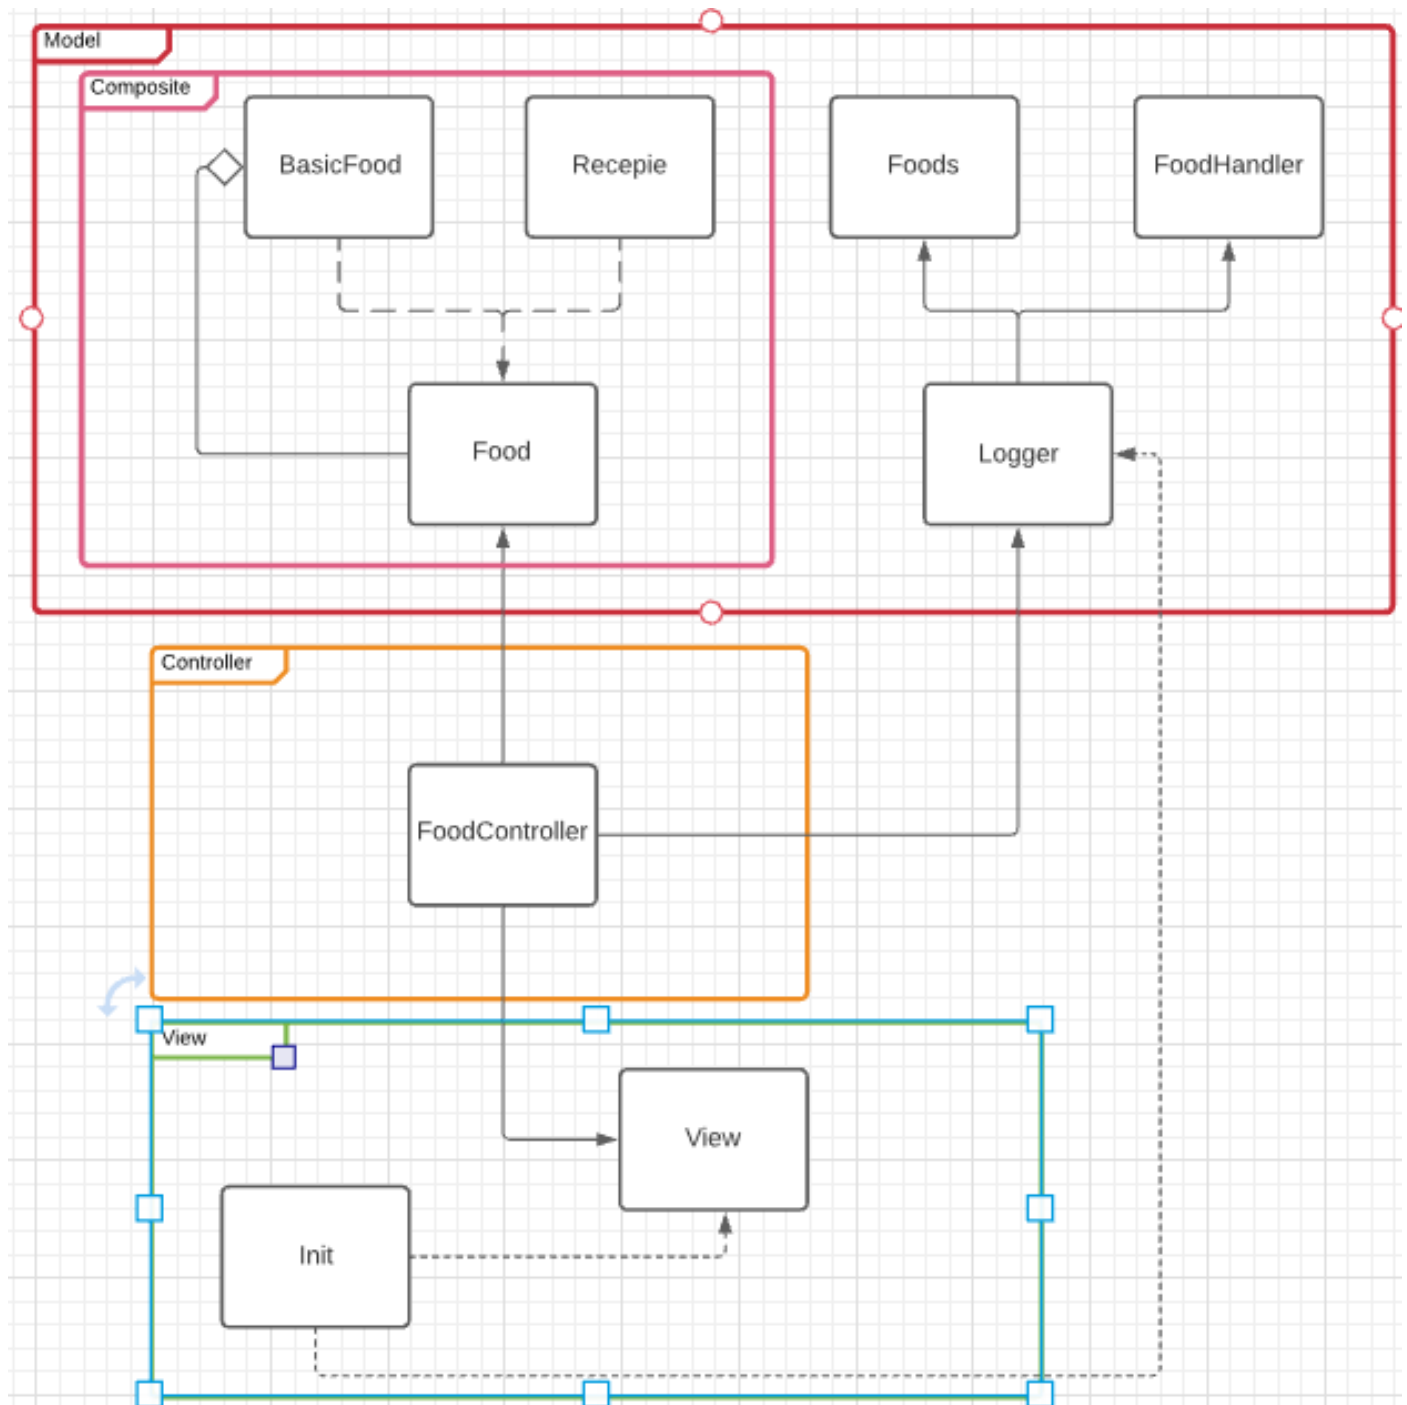 Model
Composite
BasicFood
Recepie
Foods
FoodHandler
Food
Logger
Controller
FoodController
View
View
Init